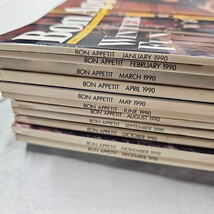 Bon App
BON APPETIT JANUARY 1990
BON APPETIT FEBRUARY 1990
BON APPETIT MARCH 1990
BON APPETIT APRIL 1990
BON APPETIT MAY 1990
BON APPETIT JUNE 1990
BON APPETIT AUGUST 1990
BON APPETIT SEPTEMBER 1990
BON APPETIT OCTOBER 1990
BON APPETIT NOVEMBER 1990
BON APPETIT DECEMBER 1990